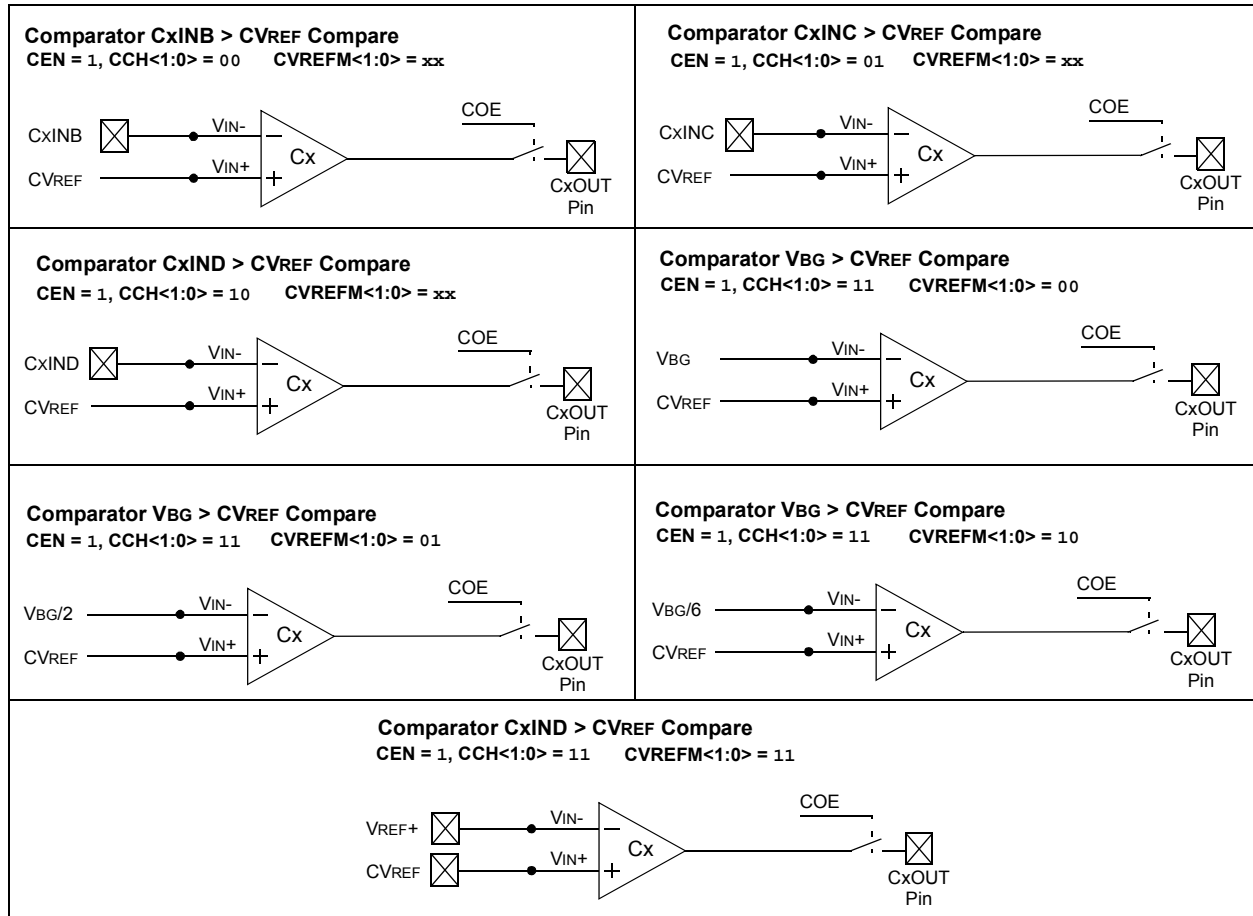 Comparator CxINB > CVREF Compare
CEN = 1, CCH<1:0> = 00 CVREFM<1:0> = xx
COE
CxINB
VIN-
−
Cx
CVREF
VIN+
+
CxOUT
Pin
Comparator CxINC > CVREF Compare
CEN = 1, CCH<1:0> = 01 CVREFM<1:0> = xx
COE
CxINC
VIN-
−
Cx
CVREF
VIN+
+
CxOUT
Pin
Comparator CxIND > CVREF Compare
CEN = 1, CCH<1:0> = 10 CVREFM<1:0> = xx
COE
CxIND
VIN-
−
Cx
CVREF
VIN+
+
CxOUT
Pin
Comparator VBG > CVREF Compare
CEN = 1, CCH<1:0> = 11 CVREFM<1:0> = 00
COE
VBG
VIN-
−
Cx
CVREF
VIN+
+
CxOUT
Pin
Comparator VBG > CVREF Compare
CEN = 1, CCH<1:0> = 11 CVREFM<1:0> = 01
COE
VBG/2
VIN-
−
Cx
CVREF
VIN+
+
CxOUT
Pin
Comparator VBG > CVREF Compare
CEN = 1, CCH<1:0> = 11 CVREFM<1:0> = 10
COE
VBG/6
VIN-
−
Cx
CVREF
VIN+
+
CxOUT
Pin
Comparator CxIND > CVREF Compare
CEN = 1, CCH<1:0> = 11 CVREFM<1:0> = 11
COE
VREF+
VIN-
−
Cx
CVREF
VIN+
+
CxOUT
Pin